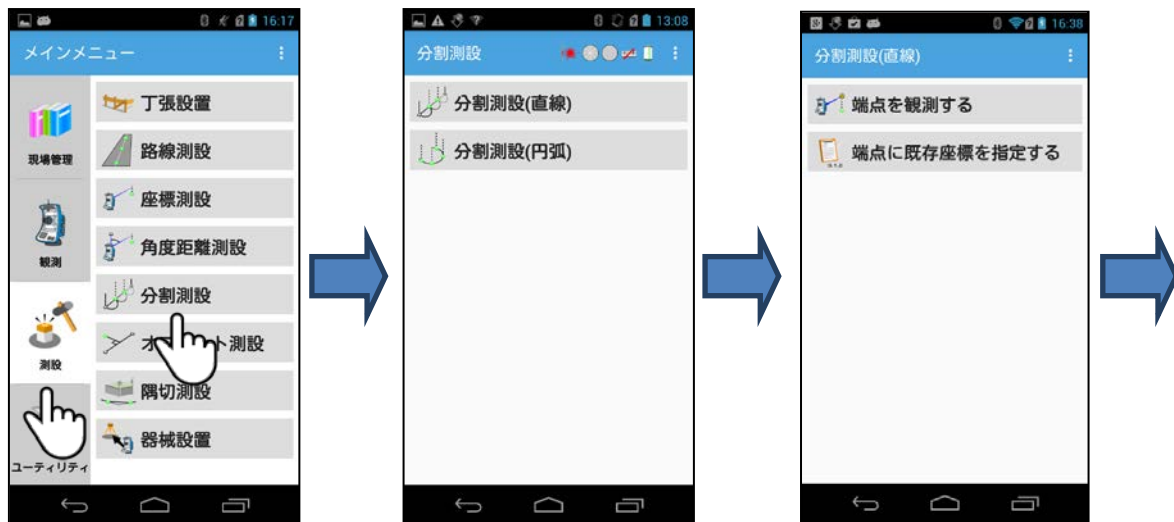 16:17
メインメニュー
現場管理
観測
測設
ユーティリティ
丁張設置
路線測設
座標測設
角度距離測設
分割測設
オ
ト測設
隅切測設
器械設置
13:08
分割測設
分割測設(直線)
分割測設(円弧)
16:38
分割測設(直線)
端点を観測する
端点に既存座標を指定する